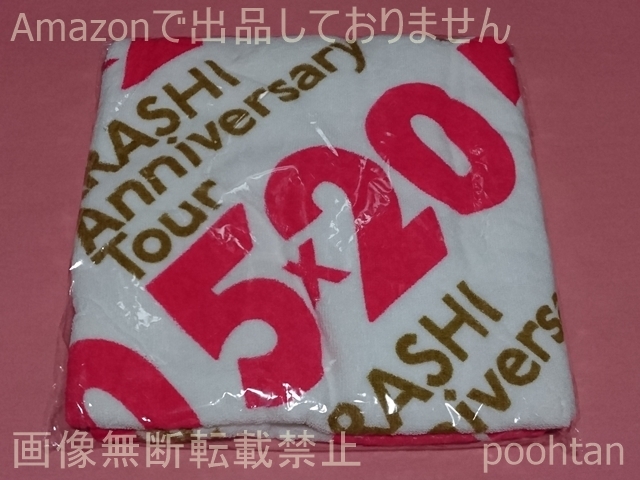 Amazonで出品しておりません
RASHI
Anniversary
Tour
5×20
RASHI
nnivers
画像無断転載禁止
poohtan